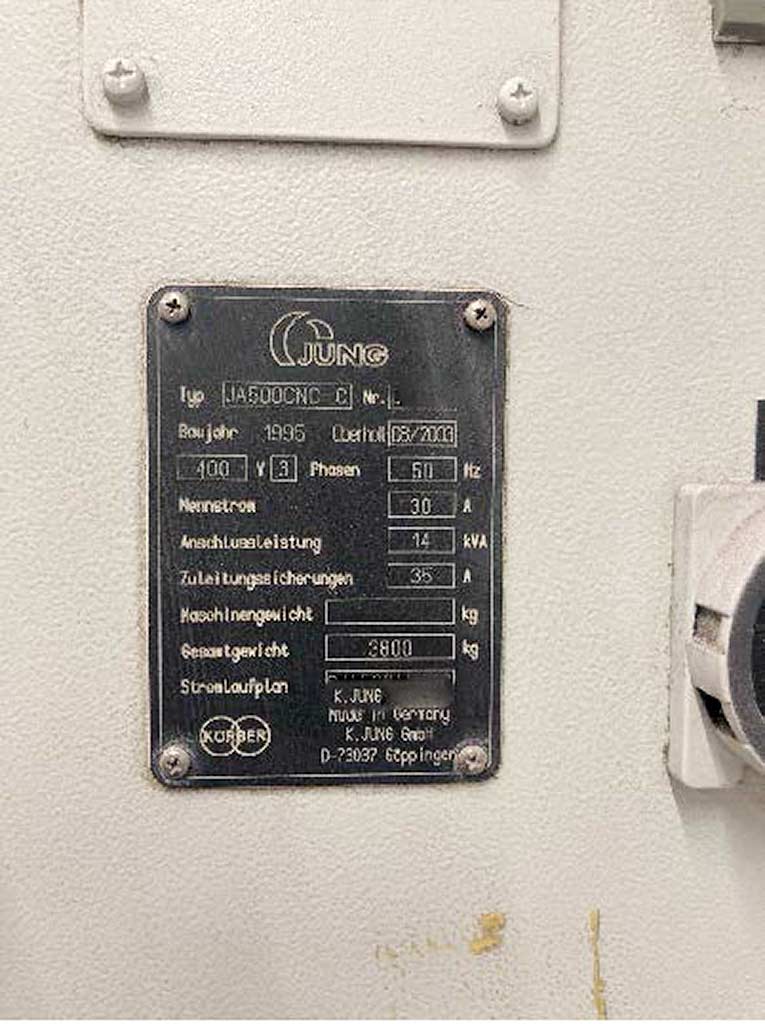 JUNG
Typ JA500CNC-C Nr.
Baujahr 1995 Überholt 08/2003
400 V 3 Phasen 50 Hz
Nennstrom 30 A
Anschlussleistung 14 kVA
Zuleitungssicherungen 35 A
Maschinengewicht kg
Gesamtgewicht 3800 kg
Stromlaufplan
K.JUNG
Made in Germany
KÖRBER
K.JUNG GmbH
D-73037 Göppingen